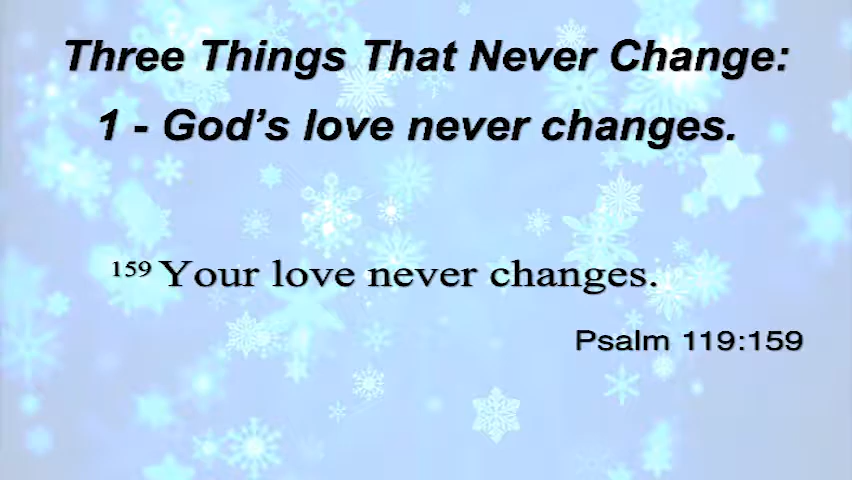 Three Things That Never Change:
1 - God’s love never changes.
159 Your love never changes.
Psalm 119:159